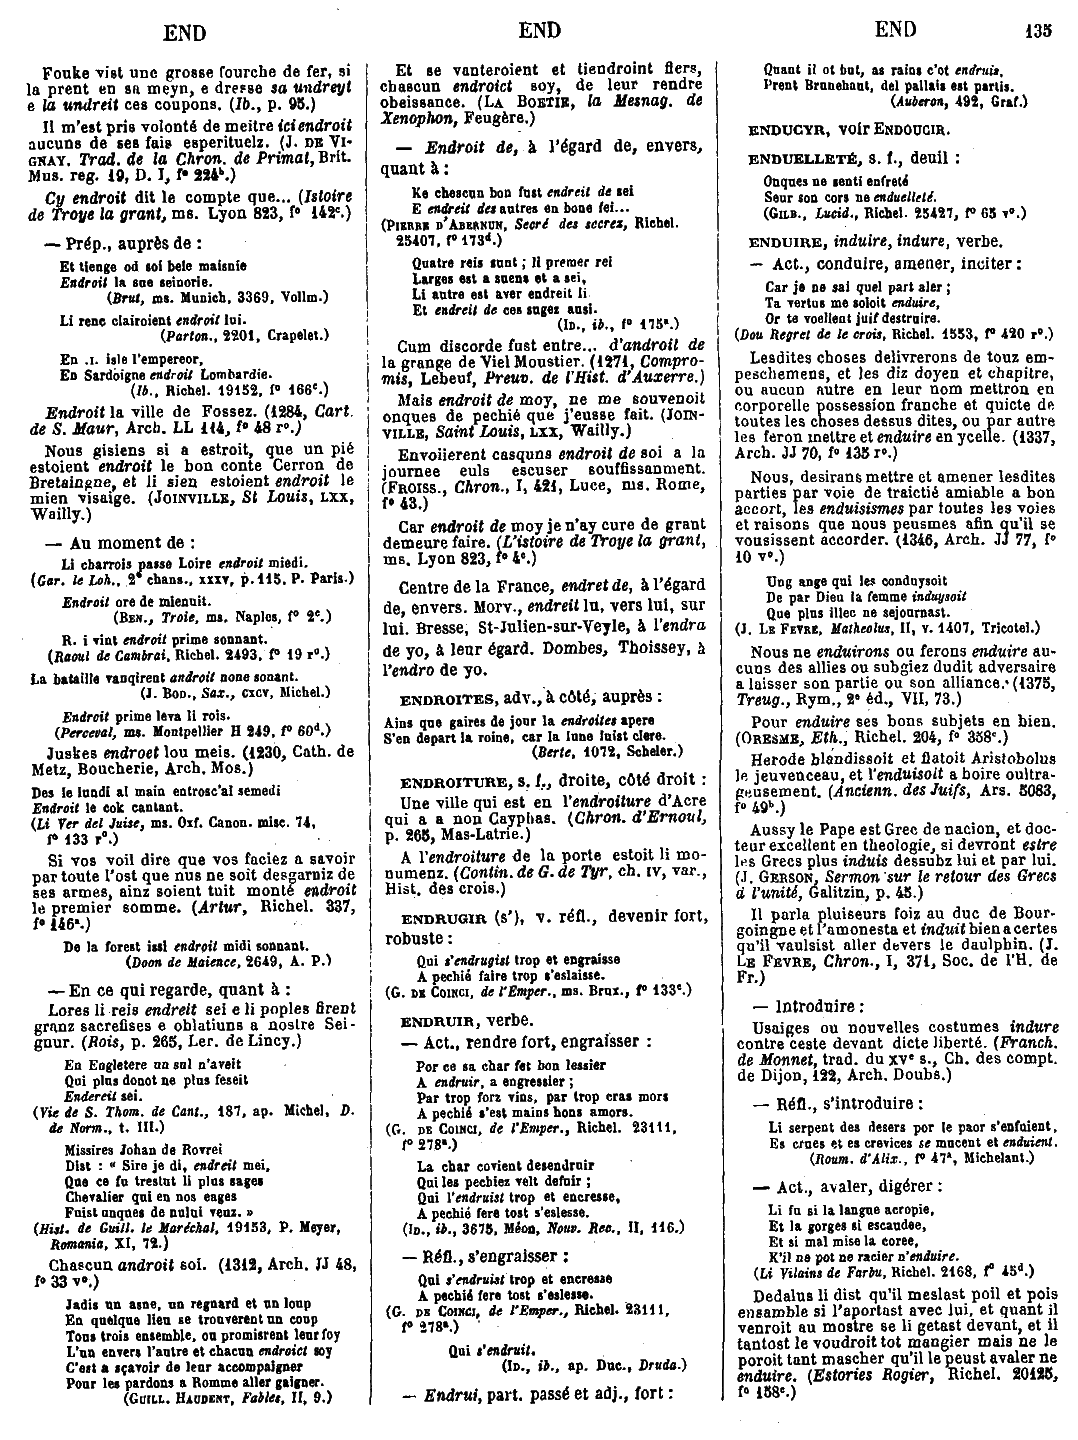 END
END
END 135
Fouke vist une grosse fourche de fer, si
la prent en sa meyn, e dresse sa undreyt
e la undreit ces coupons. (Ib., p. 95.)
Il m'est pris volonté de meitre ici endroit
aucuns de ses fais esperituelz. (J. DE VI-
GNAY. Trad. de la Chron. de Primat, Brit.
Mus. reg. 19, D. I, f° 224ᵇ.)
Cy endroit dit le compte que... (Istoire
de Troye la grant, ms. Lyon 823, f° 142ᶜ.)
— Prép., auprès de :
Et tienge od soi bele maisnie
Endroit la sue seinorie.
(Brut, ms. Munich, 3369, Vollm.)
Li renc clairoient endroit lui.
(Parton., 2201, Crapelet.)
En .I. isle l'empereor,
En Sardoigne endroit Lombardie.
(Ib., Richel. 19152, f° 166ᶜ.)
Endroit la ville de Fossez. (1284, Cart.
de S. Maur, Arch. LL 114, f° 48 r°.)
Nous gisiens si a estroit, que un pié
estoient endroit le bon conte Cerron de
Bretaingne, et li sien estoient endroit le
mien visaige. (JOINVILLE, St Louis, LXX,
Wailly.)
— Au moment de :
Li charrois passe Loire endroit miedi.
(Gar. le Loh., 2ᵉ chans., XXXV, p. 115, P. Paris.)
Endroit ore de mienuit.
(BEN., Troie, ms. Naples, f° 2ᶜ.)
R. i vint endroit prime sonnant.
(Raoul de Cambrai, Richel. 2493, f° 19 r°.)
La bataille vanqirent androit none sonant.
(J. BOD., Sax., CXCV, Michel.)
Endroit prime leva li rois.
(Perceval, ms. Montpellier H 249, f° 60ᵈ.)
Juskes endroet lou meis. (1230, Cath. de
Metz, Boucherie, Arch. Mos.)
Des le lundi al main entrosc'al semedi
Endroit le cok cantant.
(Li Ver del Juise, ms. Oxf. Canon. misc. 74,
f° 133 r°.)
Si vos voil dire que vos faciez a savoir
par toute l'ost que nus ne soit desgarniz de
ses armes, ainz soient tuit monté endroit
le premier somme. (Artur, Richel. 337,
f° 146ᵃ.)
De la forest issi endroit midi sonnant.
(Doon de Maience, 2649, A. P.)
— En ce qui regarde, quant à :
Lores li reis endreit sei e li poples firent
granz sacrefises e oblatiuns a nostre Sei-
gnur. (Rois, p. 265, Ler. de Lincy.)
En Engletere un sul n'aveit
Qui plus donot ne plus feseit
Endereit sei.
(Vie de S. Thom. de Cant., 187, ap. Michel, D.
de Norm., t. III.)
Missires Johan de Rovrei
Dist : « Sire je di, endreit mei,
Que ce fu trestut li plus sages
Chevalier qui en nos eages
Fuist unques de nului veuz. »
(Hist. de Guill. le Maréchal, 19153, P. Meyer,
Romania, XI, 72.)
Chascun androit soi. (1312, Arch. JJ 48,
f° 33 v°.)
Jadis un asne, un regnard et un loup
En quelque lieu se trouverent un coup
Tous trois ensemble, ou promisrent leur foy
L'un envers l'autre et chacun endroict soy
C'est a sçavoir de leur accompaigner
Pour les pardons a Romme aller gaigner.
(GUILL. HAUDENT, Fables, II, 9.)
Et se vanteroient et tiendroint fiers,
chascun endroict soy, de leur rendre
obeissance. (LA BOETIE, la Mesnag. de
Xenophon, Feugère.)
— Endroit de, à l'égard de, envers,
quant à :
Ke chescun bon fust endreit de sei
E endreit des autres en bone fei...
(PIERRE D'ABERNUN, Secré des secrez, Richel.
25407, f° 173ᵈ.)
Quatre reis sunt ; li premer rei
Larges est a suens et a sei,
Li autre est aver endreit li
Et endreit de ces sugez ausi.
(ID., ib., f° 175ᵃ.)
Cum discorde fust entre... d'androit de
la grange de Viel Moustier. (1271, Compro-
mis, Lebeuf, Preuv. de l'Hist. d'Auxerre.)
Mais endroit de moy, ne me souvenoit
onques de pechié que j'eusse fait. (JOIN-
VILLE, Saint Louis, LXX, Wailly.)
Envoiierent casquns endroit de soi a la
journee euls escuser souffissanment.
(FROISS., Chron., I, 421, Luce, ms. Rome,
f° 43.)
Car endroit de moy je n'ay cure de grant
demeure faire. (L'istoire de Troye la grant,
ms. Lyon 823, f° 4ᶜ.)
Centre de la France, endret de, à l'égard
de, envers. Morv., endreit lu, vers lui, sur
lui. Bresse, St-Julien-sur-Veyle, à l'endra
de yo, à leur égard. Dombes, Thoissey, à
l'endro de yo.
ENDROITES, adv., à côté, auprès :
Ains que gaires de jour la endroites apere
S'en depart la roine, car la lune luist clere.
(Berte, 1072, Scheler.)
ENDROITURE, s. f., droite, côté droit :
Une ville qui est en l'endroiture d'Acre
qui a a non Cayphas. (Chron. d'Ernoul,
p. 265, Mas-Latrie.)
A l'endroiture de la porte estoit li mo-
numenz. (Contin. de G. de Tyr, ch. IV, var.,
Hist. des crois.)
ENDRUGIR (s'), v. réfl., devenir fort,
robuste :
Qui s'endrugist trop et engraisse
A pechié faire trop s'eslaisse.
(G. DE COINCI, de l'Emper., ms. Brux., f° 133ᶜ.)
ENDRUIR, verbe.
— Act., rendre fort, engraisser :
Por ce sa char fet bon lessier
A endruir, a engressier ;
Par trop forz vins, par trop cras mors
A pechié s'est mains hons amors.
(G. DE COINCI, de l'Emper., Richel. 23111,
f° 278ᵃ.)
La char covient desendruir
Qui les pechiez velt defuir ;
Qui l'endruist trop et encresse,
A pechié fere tost s'eslesse.
(ID., ib., 3675, Méon, Nouv. Rec., II, 116.)
— Réfl., s'engraisser :
Qui s'endruist trop et encresse
A pechié fere tost s'eslesse.
(G. DE COINCI, de l'Emper., Richel. 23111,
f° 278ᵃ.)
Qui s'endruit.
(ID., ib., ap. Duc., Druda.)
— Endrui, part. passé et adj., fort :
Quant il ot but, as rains c'ot endruis,
Prent Brunehaut, del pallais est partis.
(Auberon, 492, Graf.)
ENDUCYR, voir ENDOUCIR.
ENDUELLETÉ, s. f., deuil :
Onques ne senti enfreté
Seur son cors ne enduelleté.
(GILB., Lucid., Richel. 25427, f° 65 v°.)
ENDUIRE, induire, indure, verbe.
— Act., conduire, amener, inciter :
Car je ne sai quel part aler ;
Ta vertus me soloit enduire,
Or te voellent juif destruire.
(Dou Regret de le crois, Richel. 1553, f° 420 r°.)
Lesdites choses delivrerons de touz em-
peschemens, et les diz doyen et chapitre,
ou aucun autre en leur nom mettron en
corporelle possession franche et quicte de
toutes les choses dessus dites, ou par autre
les feron mettre et enduire en ycelle. (1337,
Arch. JJ 70, f° 135 r°.)
Nous, desirans mettre et amener lesdites
parties par voie de traictié amiable a bon
accort, les enduisismes par toutes les voies
et raisons que nous peusmes afin qu'il se
vousissent accorder. (1346, Arch. JJ 77, f°
10 v°.)
Ung ange qui les conduysoit
De par Dieu la femme induysoit
Que plus illec ne sejournast.
(J. LE FEVRE, Matheolus, II, v. 1407, Tricotel.)
Nous ne enduirons ou ferons enduire au-
cuns des allies ou subgiez dudit adversaire
a laisser son partie ou son alliance. (1375,
Treug., Rym., 2ᵉ éd., VII, 73.)
Pour enduire ses bons subjets en bien.
(ORESME, Eth., Richel. 204, f° 358ᶜ.)
Herode blandissoit et flatoit Aristobolus
le jeuvenceau, et l'enduisoit a boire oultra-
geusement. (Ancienn. des Juifs, Ars. 5083,
f° 49ᵇ.)
Aussy le Pape est Grec de nacion, et doc-
teur excellent en theologie, si devront estre
les Grecs plus induis dessubz lui et par lui.
(J. GERSON, Sermon sur le retour des Grecs
à l'unité, Galitzin, p. 45.)
Il parla pluiseurs foiz au duc de Bour-
goingne et l'amonesta et induit bien a certes
qu'il vaulsist aller devers le daulphin. (J.
LE FEVRE, Chron., I, 371, Soc. de l'H. de
Fr.)
— Introduire :
Usaiges ou nouvelles costumes indure
contre ceste devant dicte liberté. (Franch.
de Monnet, trad. du XVᵉ s., Ch. des compt.
de Dijon, 122, Arch. Doubs.)
— Réfl., s'introduire :
Li serpent des desers por le paor s'enfuient,
Es crues et es crevices se mucent et enduient.
(Roum. d'Alix., f° 47ᵃ, Michelant.)
— Act., avaler, digérer :
Li fu si la langue acropie,
Et la gorges si escaudee,
Et si mal mise la coree,
K'il ne pot ne racier n'enduire.
(Li Vilains de Farbu, Richel. 2168, f° 45ᵈ.)
Dedalus li dist qu'il meslast poil et pois
ensamble si l'aportast avec lui, et quant il
venroit au mostre se li getast devant, et il
tantost le voudroit tot mangier mais ne le
poroit tant mascher qu'il le peust avaler ne
enduire. (Estories Rogier, Richel. 20125,
f° 158ᶜ.)